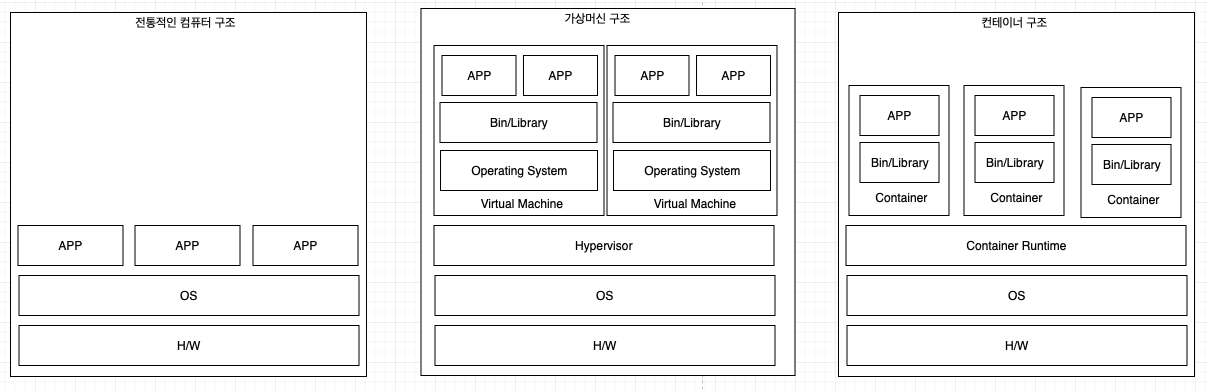 전통적인 컴퓨터 구조
APP
APP
APP
OS
H/W
가상머신 구조
APP
APP
Bin/Library
Operating System
Virtual Machine
APP
APP
Bin/Library
Operating System
Virtual Machine
Hypervisor
OS
H/W
컨테이너 구조
APP
Bin/Library
Container
APP
Bin/Library
Container
APP
Bin/Library
Container
Container Runtime
OS
H/W